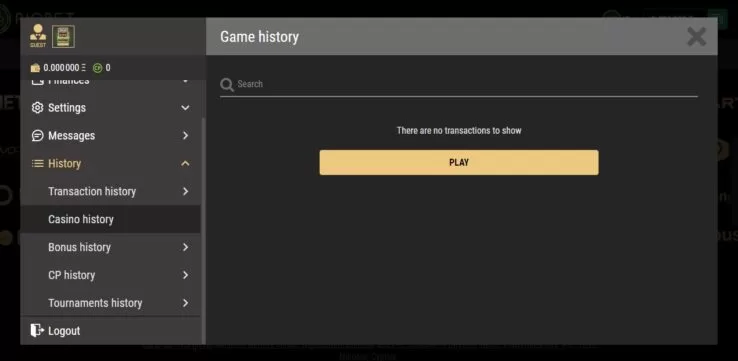 GUEST
Game history
0.000000 Ξ
CP 0
Search
Finances
Settings
Messages
There are no transactions to show
History
PLAY
Transaction history
Casino history
Bonus history
CP history
Tournaments history
Logout